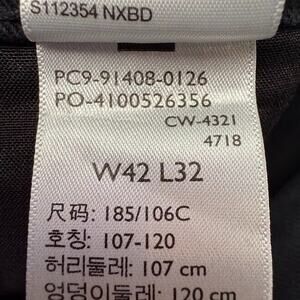 S112354 NXBD
PC9-91408-0126
PO-4100526356
CW-4321
4718
W42 L32
尺码: 185/106C
호칭: 107-120
허리둘레: 107 cm
엉덩이둘레: 120 cm